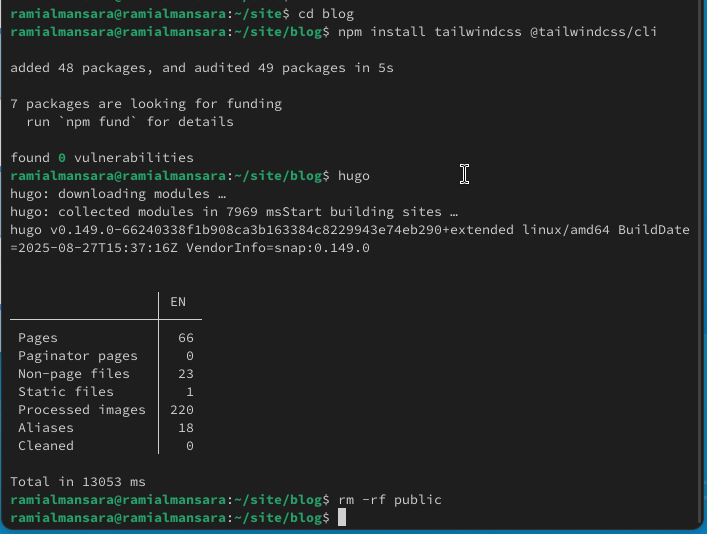 ramialmansara@ramialmansara:~/site$ cd blog
ramialmansara@ramialmansara:~/site/blog$ npm install tailwindcss @tailwindcss/cli
added 48 packages, and audited 49 packages in 5s
7 packages are looking for funding
  run `npm fund` for details
found 0 vulnerabilities
ramialmansara@ramialmansara:~/site/blog$ hugo
hugo: downloading modules …
hugo: collected modules in 7969 msStart building sites …
hugo v0.149.0-66240338f1b908ca3b163384c8229943e74eb290+extended linux/amd64 BuildDate
=2025-08-27T15:37:16Z VendorInfo=snap:0.149.0
EN
Pages 66
Paginator pages 0
Non-page files 23
Static files 1
Processed images 220
Aliases 18
Cleaned 0
Total in 13053 ms
ramialmansara@ramialmansara:~/site/blog$ rm -rf public
ramialmansara@ramialmansara:~/site/blog$